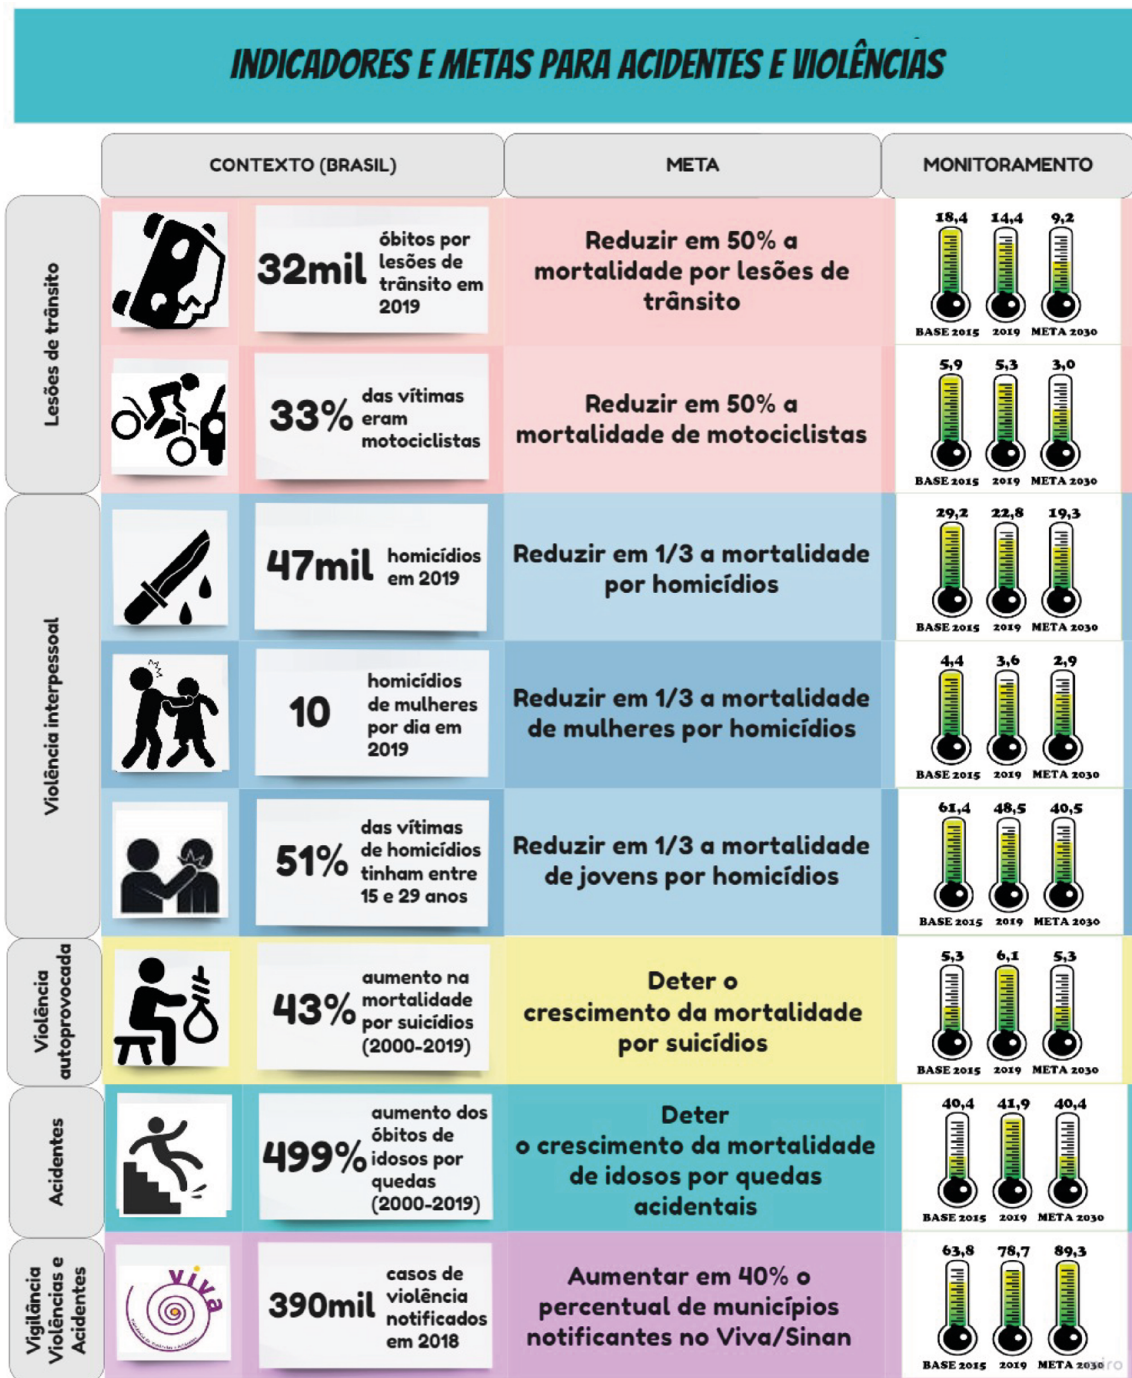 INDICADORES E METAS PARA ACIDENTES E VIOLÊNCIAS
CONTEXTO (BRASIL)
META
MONITORAMENTO
Lesões de trânsito
32mil
óbitos por
lesões de
trânsito em
2019
Reduzir em 50% a
mortalidade por lesões de
trânsito
18,4 14,4 9,2
BASE 2015 2019 META 2030
33%
das vítimas
eram
motociclistas
Reduzir em 50% a
mortalidade de motociclistas
5,9 5,3 3,0
BASE 2015 2019 META 2030
Violência interpessoal
47mil
homicídios
em 2019
Reduzir em 1/3 a mortalidade
por homicídios
29,2 22,8 19,3
BASE 2015 2019 META 2030
10
homicídios
de mulheres
por dia em
2019
Reduzir em 1/3 a mortalidade
de mulheres por homicídios
4,4 3,6 2,9
BASE 2015 2019 META 2030
51%
das vítimas
de homicídios
tinham entre
15 e 29 anos
Reduzir em 1/3 a mortalidade
de jovens por homicídios
61,4 48,5 40,5
BASE 2015 2019 META 2030
Violência
autoprovocada
43%
aumento na
mortalidade
por suicídios
(2000-2019)
Deter o
crescimento da mortalidade
por suicídios
5,3 6,1 5,3
BASE 2015 2019 META 2030
Acidentes
499%
aumento dos
óbitos de
idosos por
quedas
(2000-2019)
Deter
o crescimento da mortalidade
de idosos por quedas
acidentais
40,4 41,9 40,4
BASE 2015 2019 META 2030
Vigilância
Violências e
Acidentes
viva
390mil
casos de
violência
notificados
em 2018
Aumentar em 40% o
percentual de municípios
notificantes no Viva/Sinan
63,8 78,7 89,3
BASE 2015 2019 META 2030